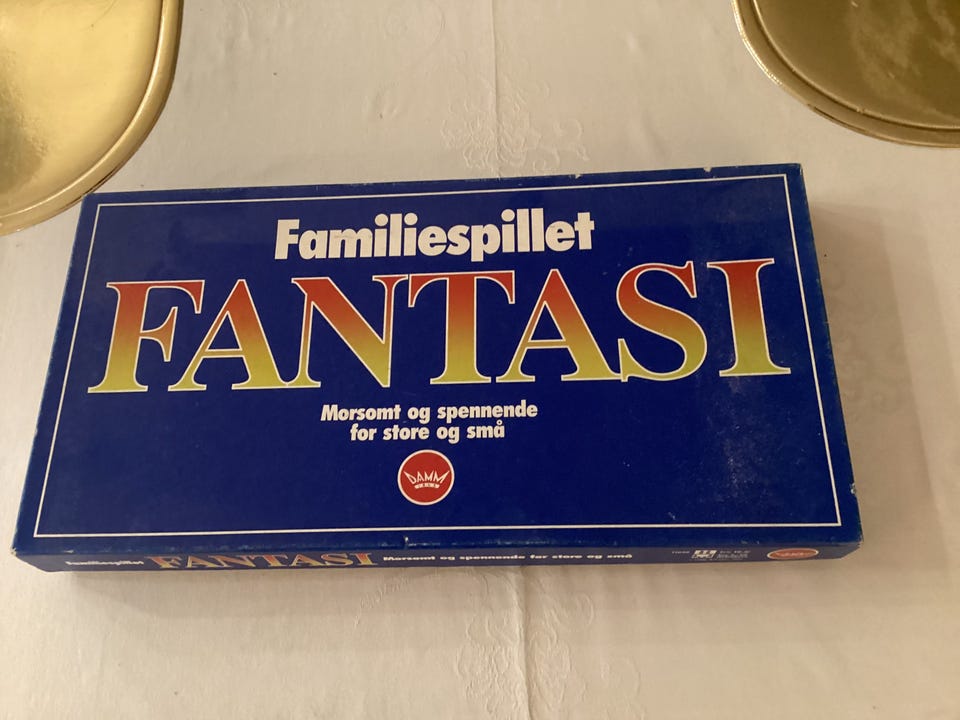 Familiespillet
FANTASI
Morsomt og spennende
for store og små
DAMM
Familiespillet FANTASI Morsomt og spennende for store og små